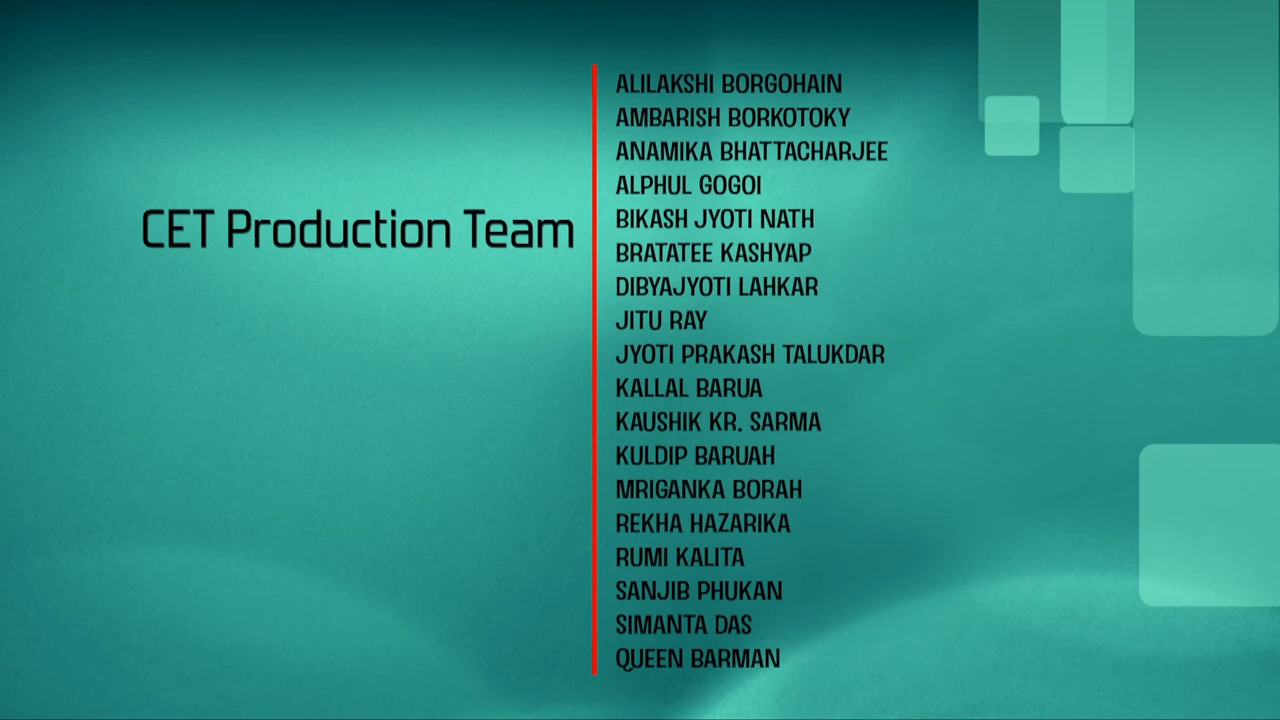 CET Production Team
ALILAKSHI BORGOHAIN
AMBARISH BORKOTOKY
ANAMIKA BHATTACHARJEE
ALPHUL GOGOI
BIKASH JYOTI NATH
BRATATEE KASHYAP
DIBYAJYOTI LAHKAR
JITU RAY
JYOTI PRAKASH TALUKDAR
KALLAL BARUA
KAUSHIK KR. SARMA
KULDIP BARUAH
MRIGANKA BORAH
REKHA HAZARIKA
RUMI KALITA
SANJIB PHUKAN
SIMANTA DAS
QUEEN BARMAN